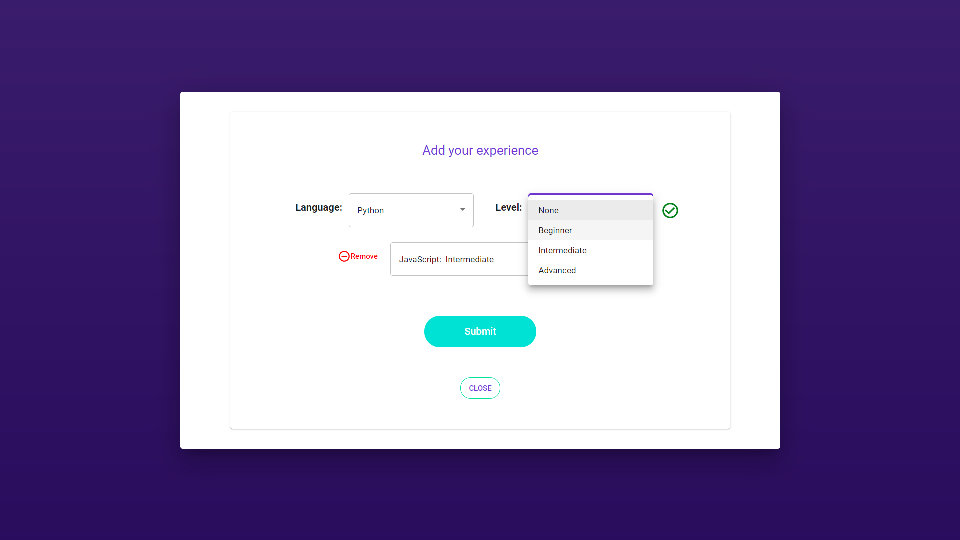 Add your experience
Language: Python Level:
None
Beginner
Intermediate
Advanced
Remove JavaScript: Intermediate
Submit
CLOSE